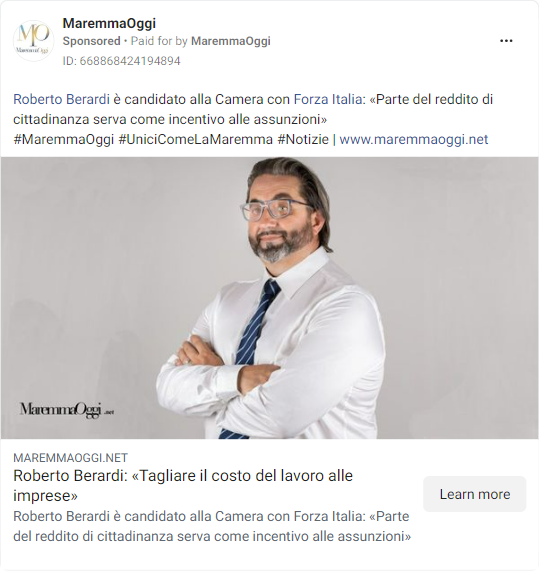 MaremmaOggi
Sponsored • Paid for by MaremmaOggi
ID: 668868424194894
Roberto Berardi è candidato alla Camera con Forza Italia: «Parte del reddito di
cittadinanza serva come incentivo alle assunzioni»
#MaremmaOggi #UniciComeLaMaremma #Notizie | www.maremmaoggi.net
MaremmaOggi.net
MAREMMAOGGI.NET
Roberto Berardi: «Tagliare il costo del lavoro alle
imprese»
Learn more
Roberto Berardi è candidato alla Camera con Forza Italia: «Parte
del reddito di cittadinanza serva come incentivo alle assunzioni»